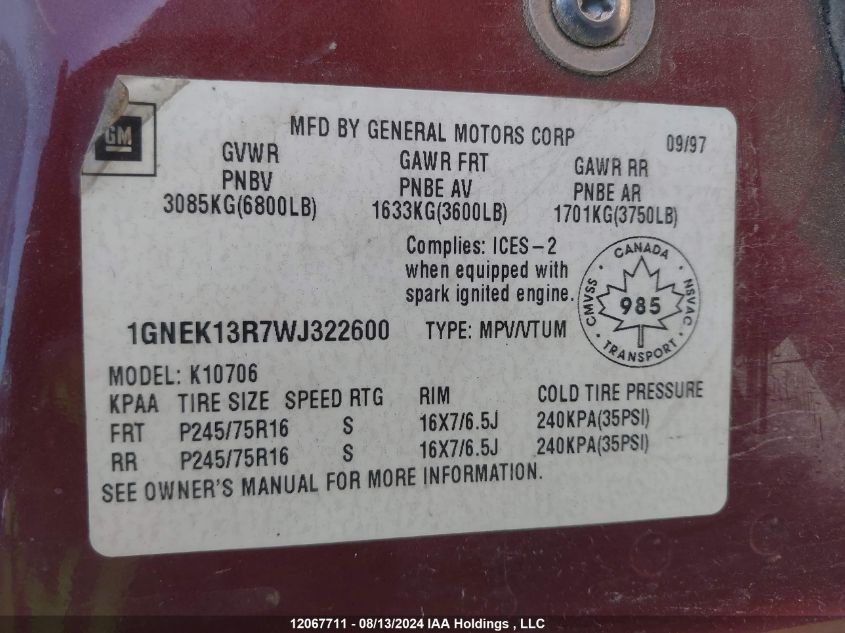 GM
MFD BY GENERAL MOTORS CORP 09/97
GVWR GAWR FRT GAWR RR
PNBV PNBE AV PNBE AR
3085KG(6800LB) 1633KG(3600LB) 1701KG(3750LB)
Complies: ICES-2
when equipped with
spark ignited engine.
CANADA
CMVSS 985 NSVAC
TRANSPORT
1GNEK13R7WJ322600 TYPE: MPV/VTUM
MODEL: K10706
KPAA TIRE SIZE SPEED RTG RIM COLD TIRE PRESSURE
FRT P245/75R16 S 16X7/6.5J 240KPA(35PSI)
RR P245/75R16 S 16X7/6.5J 240KPA(35PSI)
SEE OWNER'S MANUAL FOR MORE INFORMATION.
12067711 - 08/13/2024 IAA Holdings , LLC